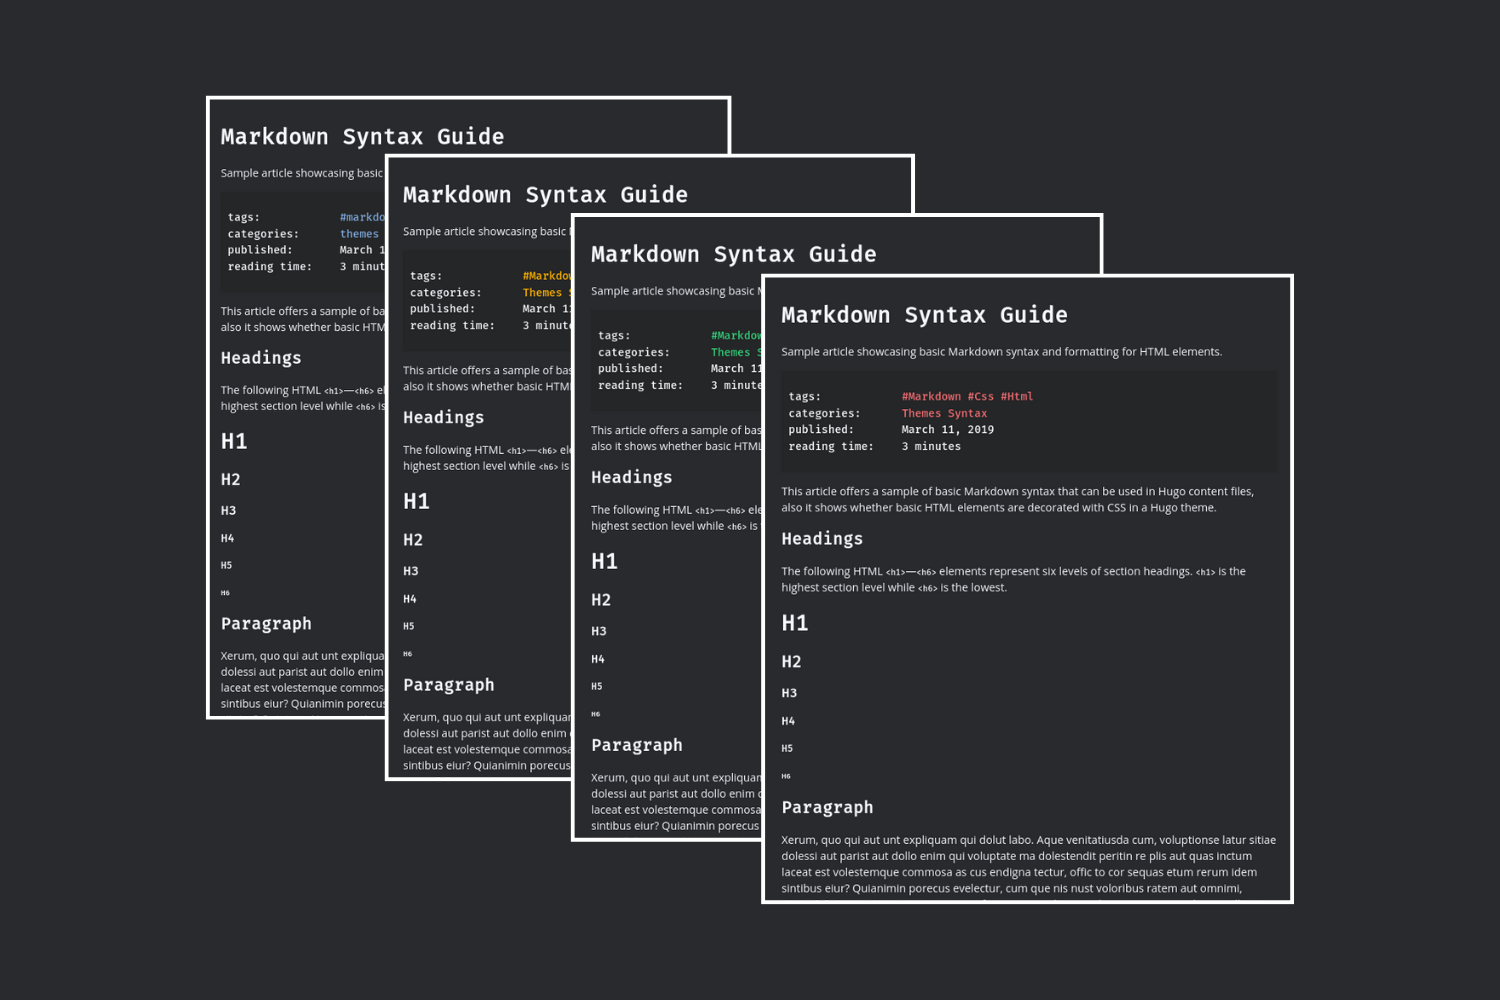 Markdown Syntax Guide
Sample article showcasing basic
tags: #markdo
categories: themes
published: March 1
reading time: 3 minut
This article offers a sample of ba
also it shows whether basic HTM
Headings
The following HTML <h1>—<h6> el
highest section level while <h6> is
H1
H2
H3
H4
H5
H6
Paragraph
Xerum, quo qui aut unt explique
dolessi aut parist aut dollo enim
laceat est volestemque commos
sintibus eiur? Quianimin porecus
Markdown Syntax Guide
Sample article showcasing basic
tags: #Markdow
categories: Themes S
published: March 11
reading time: 3 minute
This article offers a sample of bas
also it shows whether basic HTML
Headings
The following HTML <h1>—<h6> ele
highest section level while <h6> is
H1
H2
H3
H4
H5
H6
Paragraph
Xerum, quo qui aut unt expliquam
dolessi aut parist aut dollo enim
laceat est volestemque commosa
sintibus eiur? Quianimin porecus
Markdown Syntax Guide
Sample article showcasing basic M
tags: #Markdow
categories: Themes S
published: March 11
reading time: 3 minute
This article offers a sample of bas
also it shows whether basic HTML
Headings
The following HTML <h1>—<h6> ele
highest section level while <h6> is
H1
H2
H3
H4
H5
H6
Paragraph
Xerum, quo qui aut unt expliquam
dolessi aut parist aut dollo enim
laceat est volestemque commosa
sintibus eiur? Quianimin porecus
Markdown Syntax Guide
Sample article showcasing basic Markdown syntax and formatting for HTML elements.
tags: #Markdown #Css #Html
categories: Themes Syntax
published: March 11, 2019
reading time: 3 minutes
This article offers a sample of basic Markdown syntax that can be used in Hugo content files,
also it shows whether basic HTML elements are decorated with CSS in a Hugo theme.
Headings
The following HTML <h1>—<h6> elements represent six levels of section headings. <h1> is the
highest section level while <h6> is the lowest.
H1
H2
H3
H4
H5
H6
Paragraph
Xerum, quo qui aut unt expliquam qui dolut labo. Aque venitatiusda cum, voluptionse latur sitiae
dolessi aut parist aut dollo enim qui voluptate ma dolestendit peritin re plis aut quas inctum
laceat est volestemque commosa as cus endigna tectur, offic to cor sequas etum rerum idem
sintibus eiur? Quianimin porecus evelectur, cum que nis nust voloribus ratem aut omnimi,